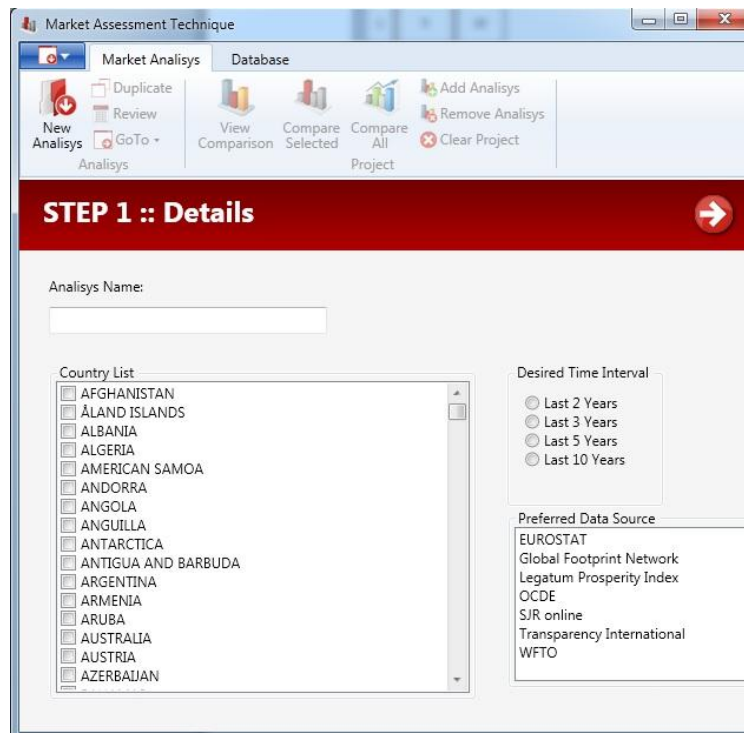 Market Assessment Technique
Market Analisys Database
New Analisys
Duplicate
Review
GoTo
Analisys
View Comparison
Compare Selected
Compare All
Add Analisys
Remove Analisys
Clear Project
Project
STEP 1 :: Details
Analisys Name:
Country List
AFGHANISTAN
ÅLAND ISLANDS
ALBANIA
ALGERIA
AMERICAN SAMOA
ANDORRA
ANGOLA
ANGUILLA
ANTARCTICA
ANTIGUA AND BARBUDA
ARGENTINA
ARMENIA
ARUBA
AUSTRALIA
AUSTRIA
AZERBAIJAN
Desired Time Interval
Last 2 Years
Last 3 Years
Last 5 Years
Last 10 Years
Preferred Data Source
EUROSTAT
Global Footprint Network
Legatum Prosperity Index
OCDE
SJR online
Transparency International
WFTO